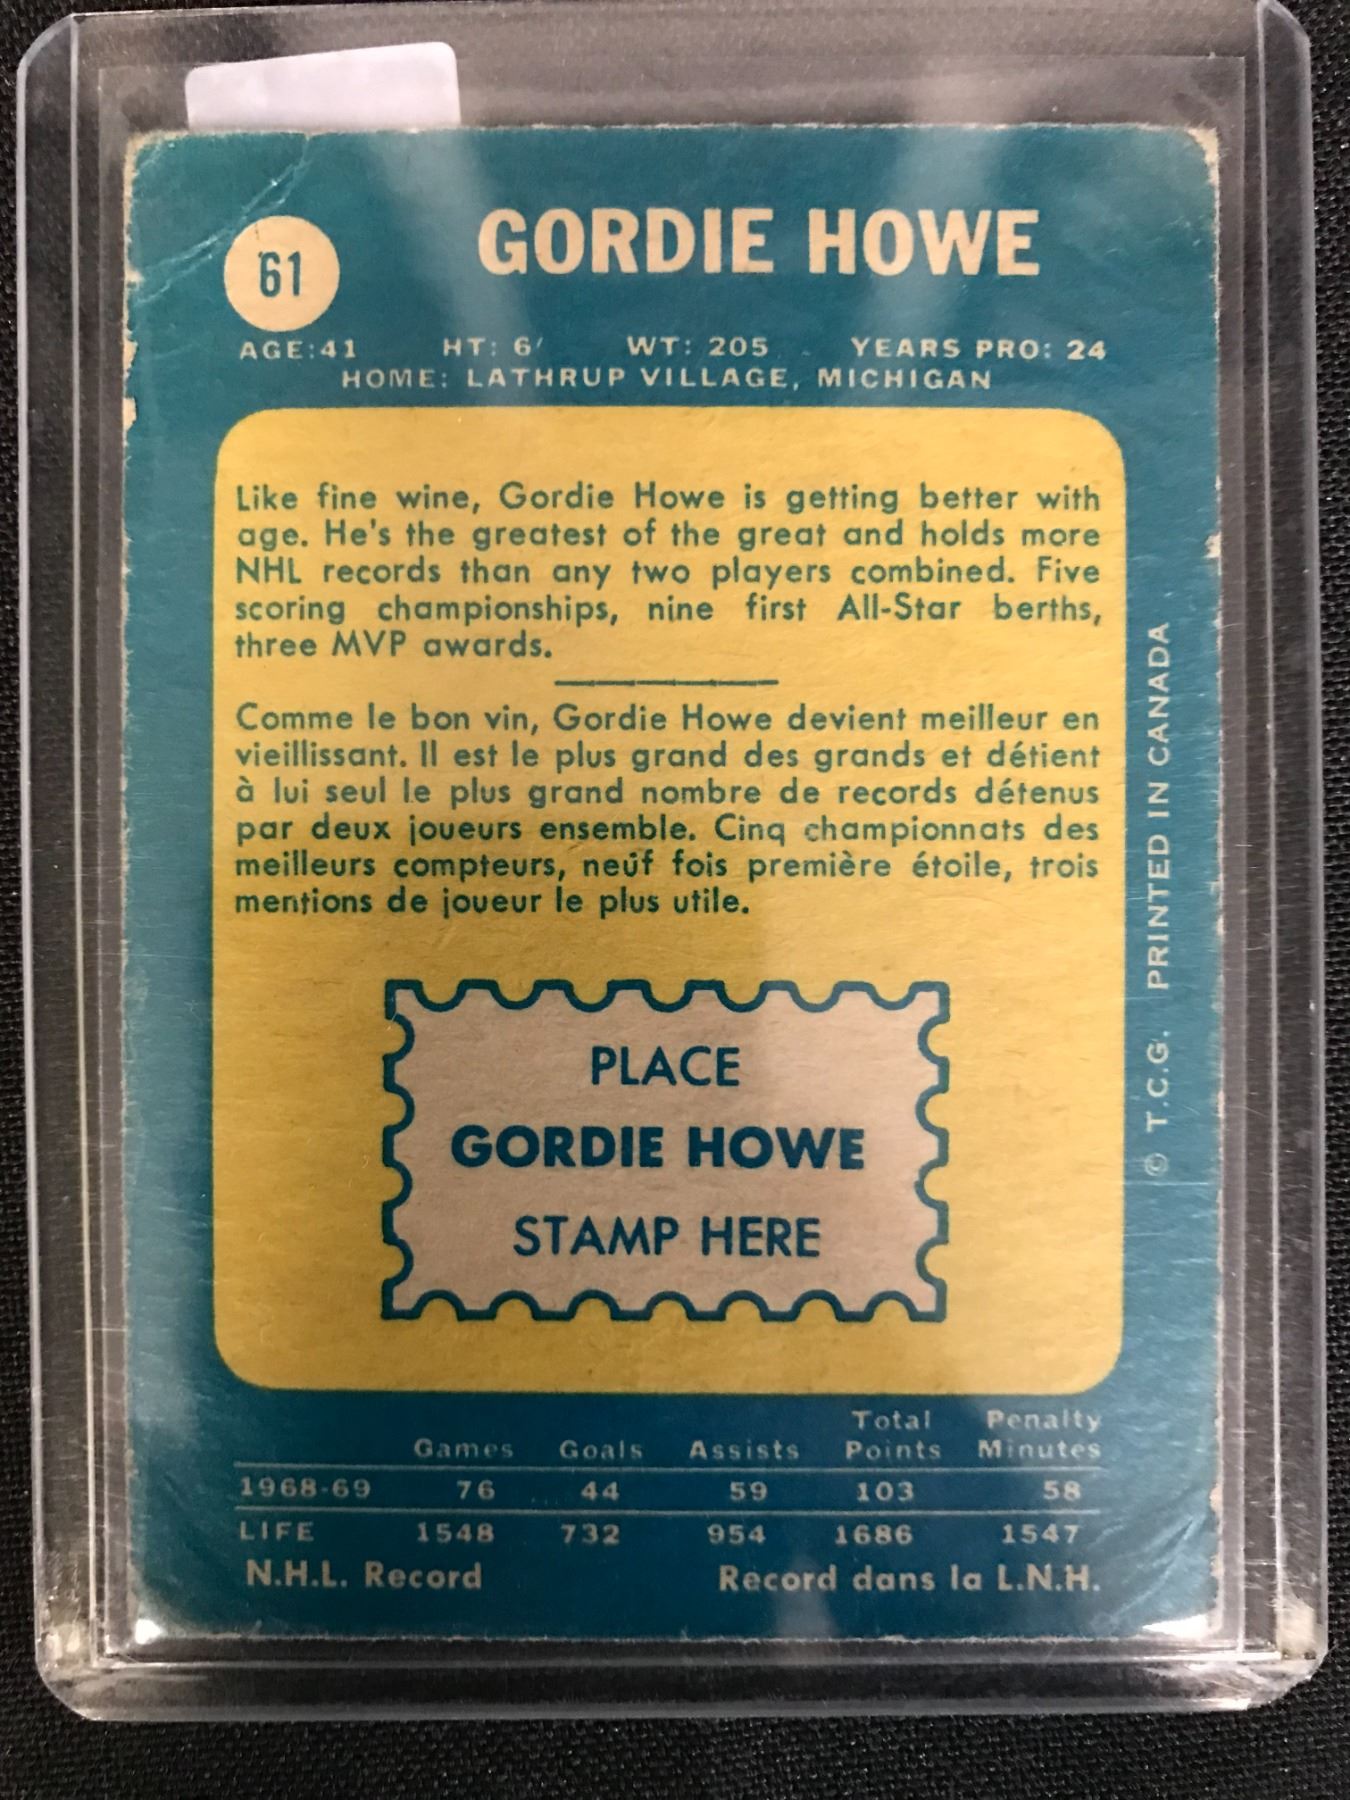 61
GORDIE HOWE
AGE:41 HT: 6' WT: 205 YEARS PRO: 24
HOME: LATHRUP VILLAGE, MICHIGAN
Like fine wine, Gordie Howe is getting better with
age. He's the greatest of the great and holds more
NHL records than any two players combined. Five
scoring championships, nine first All-Star berths,
three MVP awards.
Comme le bon vin, Gordie Howe devient meilleur en
vieillissant. Il est le plus grand des grands et détient
à lui seul le plus grand nombre de records détenus
par deux joueurs ensemble. Cinq championnats des
meilleurs compteurs, neuf fois première étoile, trois
mentions de joueur le plus utile.
PLACE
GORDIE HOWE
STAMP HERE
© T.C.G. PRINTED IN CANADA
Games Goals Assists Total Points Penalty Minutes
1968-69 76 44 59 103 58
LIFE 1548 732 954 1686 1547
N.H.L. Record Record dans la L.N.H.